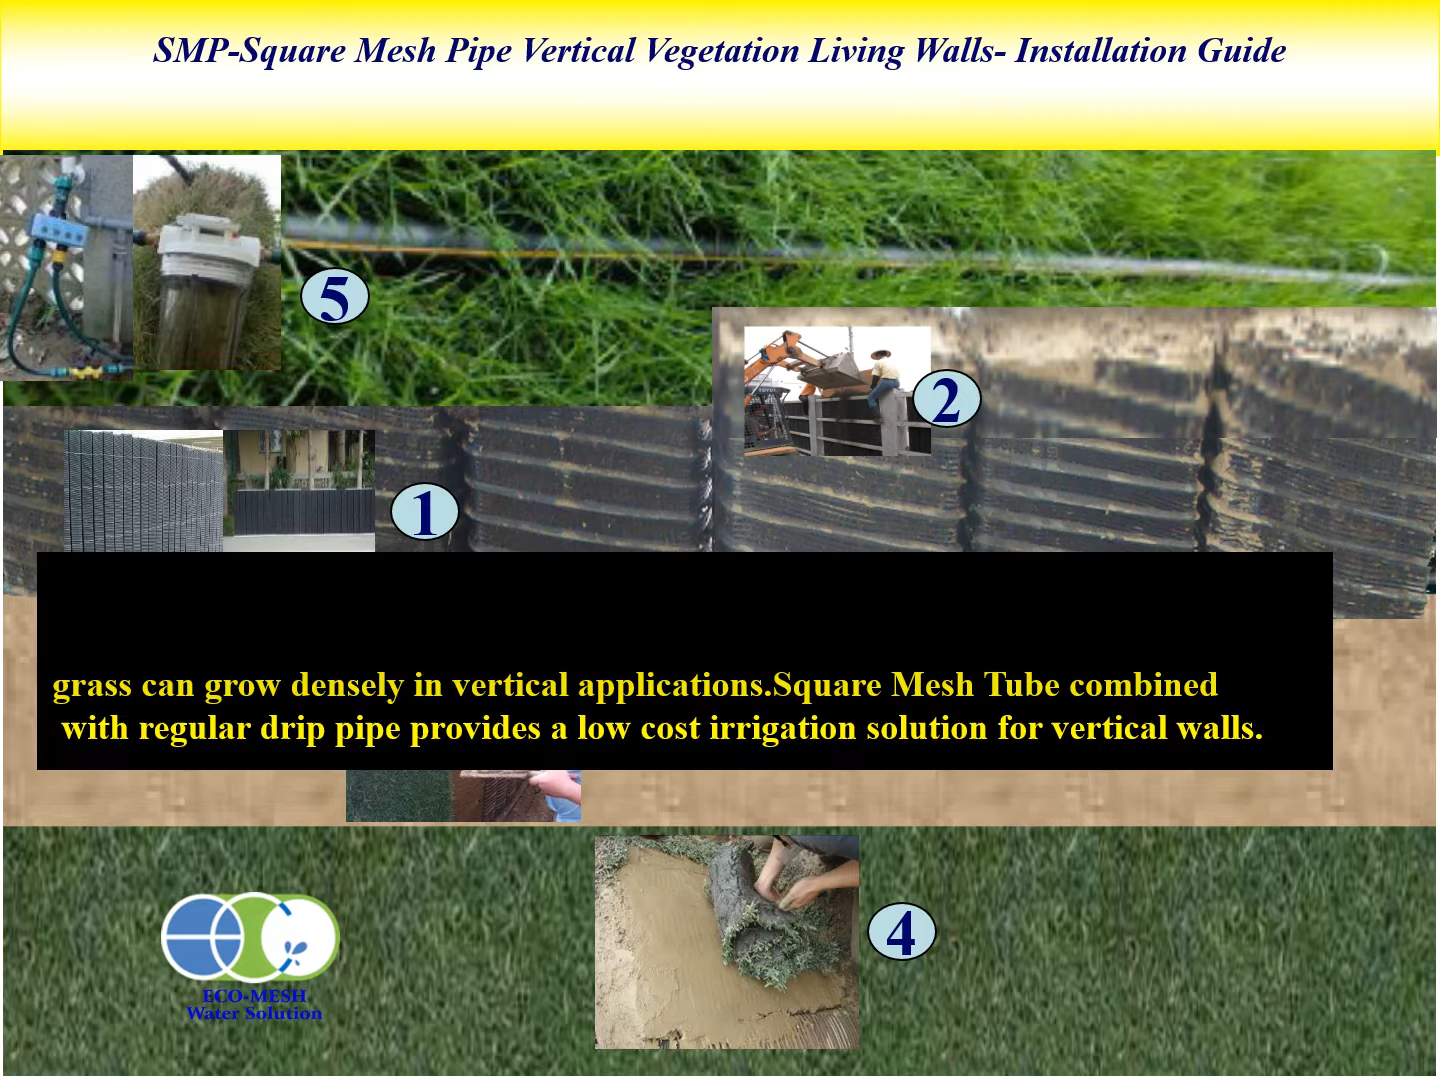 SMP-Square Mesh Pipe Vertical Vegetation Living Walls- Installation Guide
5
2
1
grass can grow densely in vertical applications.Square Mesh Tube combined
with regular drip pipe provides a low cost irrigation solution for vertical walls.
4
ECO-MESH
Water Solution